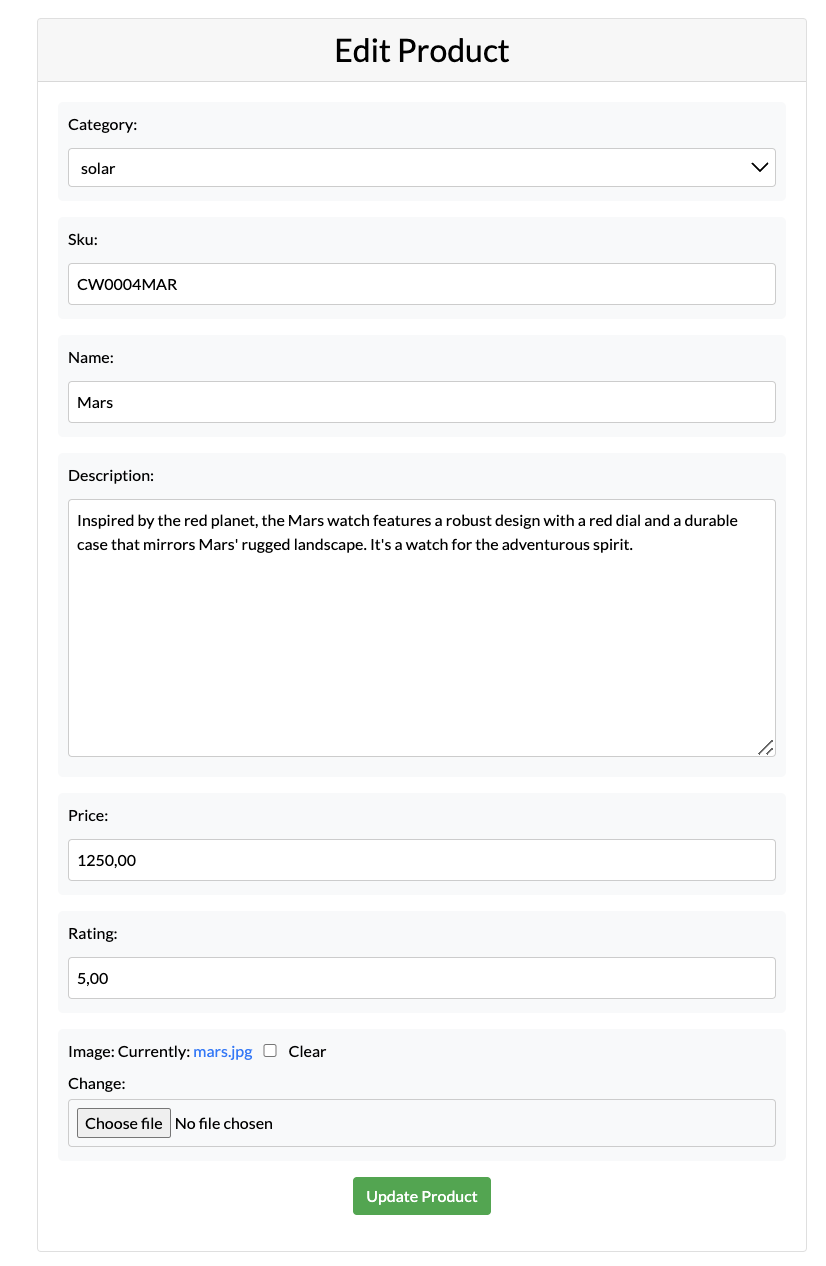 Edit Product
Category:
solar
Sku:
CW0004MAR
Name:
Mars
Description:
Inspired by the red planet, the Mars watch features a robust design with a red dial and a durable
case that mirrors Mars' rugged landscape. It's a watch for the adventurous spirit.
Price:
1250,00
Rating:
5,00
Image: Currently: mars.jpg Clear
Change:
Choose file No file chosen
Update Product